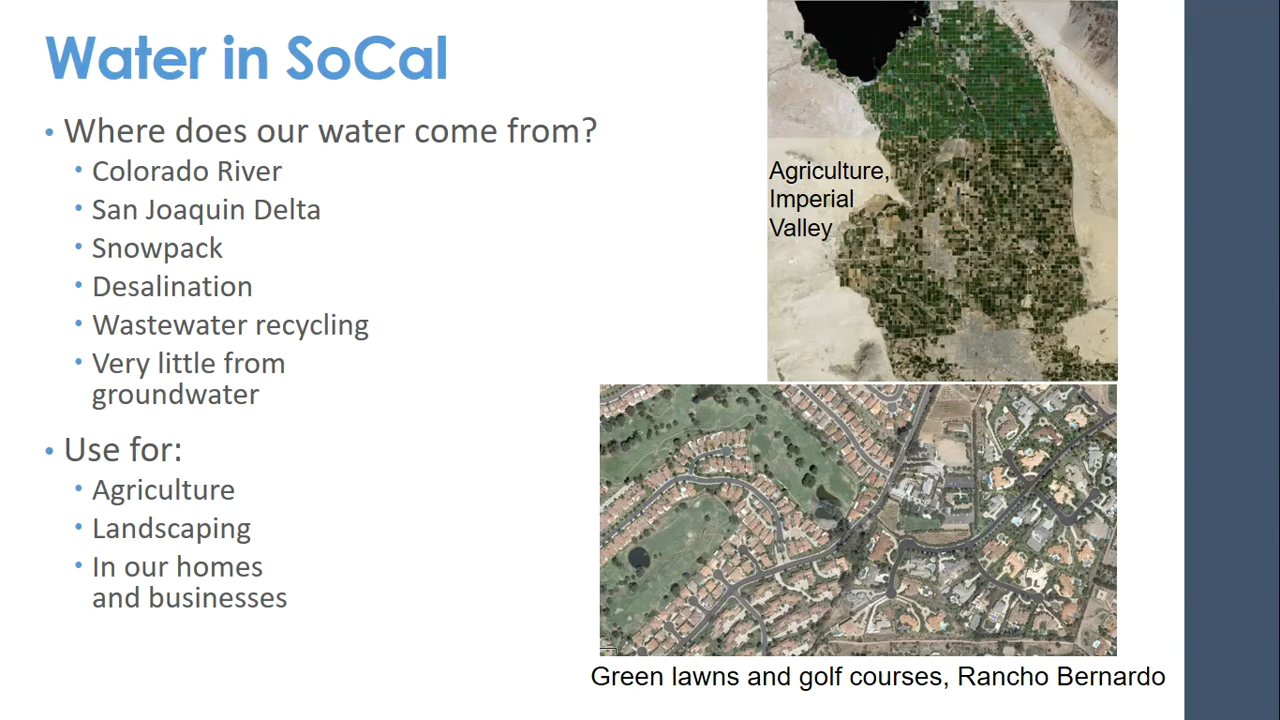 Water in SoCal
• Where does our water come from?
• Colorado River
• San Joaquin Delta
• Snowpack
• Desalination
• Wastewater recycling
• Very little from
groundwater
• Use for:
• Agriculture
• Landscaping
• In our homes
and businesses
Agriculture,
Imperial
Valley
Green lawns and golf courses, Rancho Bernardo